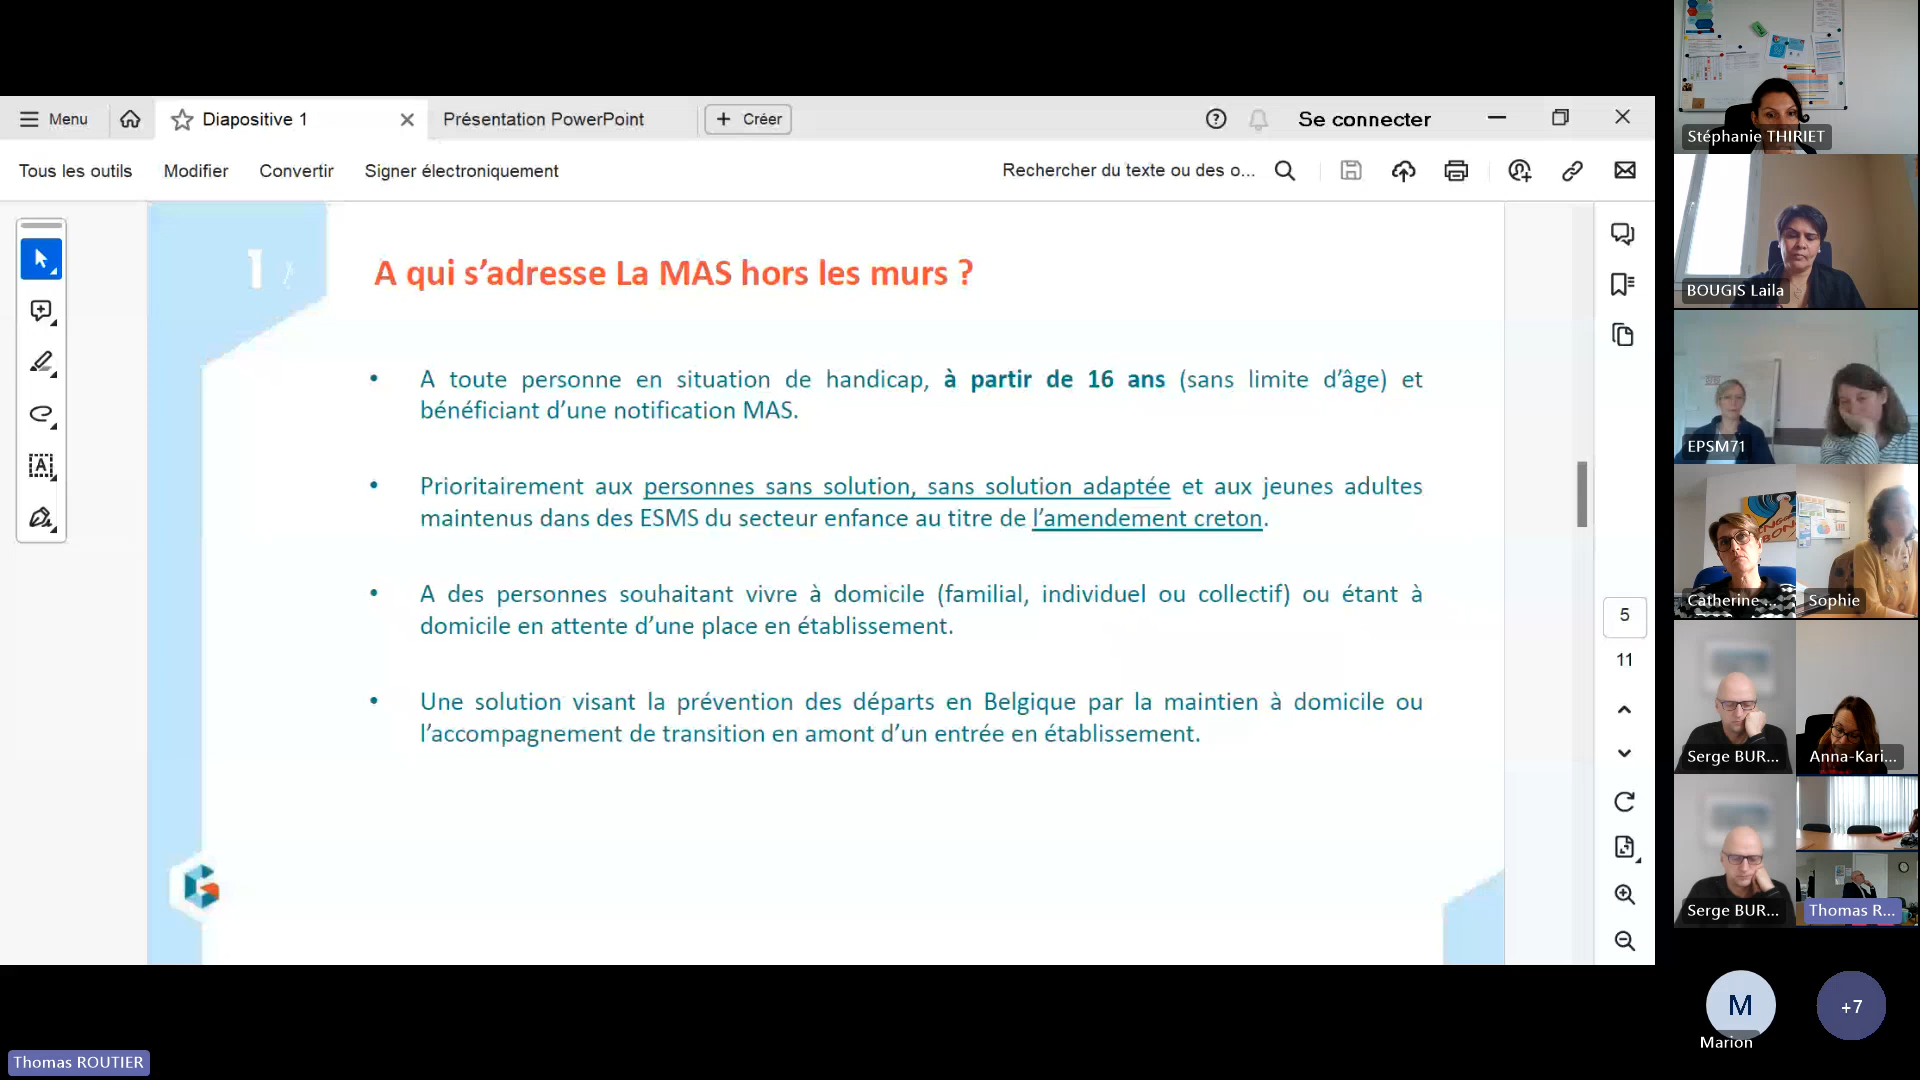 Menu
Diapositive 1
Présentation PowerPoint
Créer
Se connecter
Tous les outils
Modifier
Convertir
Signer électroniquement
Rechercher du texte ou des o...
1
A qui s’adresse La MAS hors les murs ?
• A toute personne en situation de handicap, à partir de 16 ans (sans limite d’âge) et
bénéficiant d’une notification MAS.
• Prioritairement aux personnes sans solution, sans solution adaptée et aux jeunes adultes
maintenus dans des ESMS du secteur enfance au titre de l’amendement creton.
• A des personnes souhaitant vivre à domicile (familial, individuel ou collectif) ou étant à
domicile en attente d’une place en établissement.
• Une solution visant la prévention des départs en Belgique par la maintien à domicile ou
l’accompagnement de transition en amont d’un entrée en établissement.
5
11
Stéphanie THIRIET
BOUGIS Laila
EPSM71
Catherine ...
Sophie
Serge BUR...
Anna-Kari...
Serge BUR...
Thomas R...
M
Marion
+7
Thomas ROUTIER